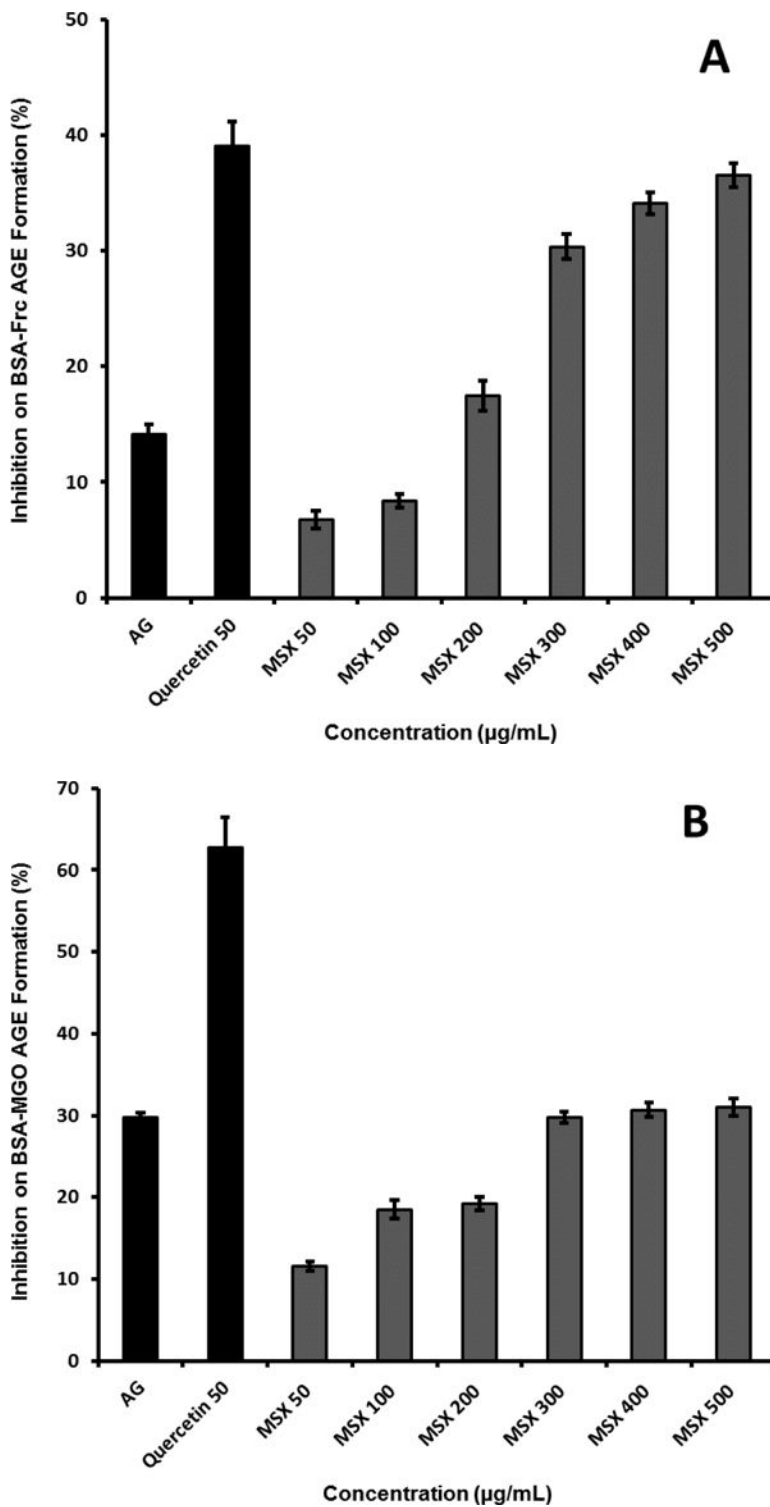 A
Inhibition on BSA-Frc AGE Formation (%)
50
40
30
20
10
0
AG
Quercetin 50
MSX 50
MSX 100
MSX 200
MSX 300
MSX 400
MSX 500
Concentration (µg/mL)
B
Inhibition on BSA-MGO AGE Formation (%)
70
60
50
40
30
20
10
0
AG
Quercetin 50
MSX 50
MSX 100
MSX 200
MSX 300
MSX 400
MSX 500
Concentration (µg/mL)